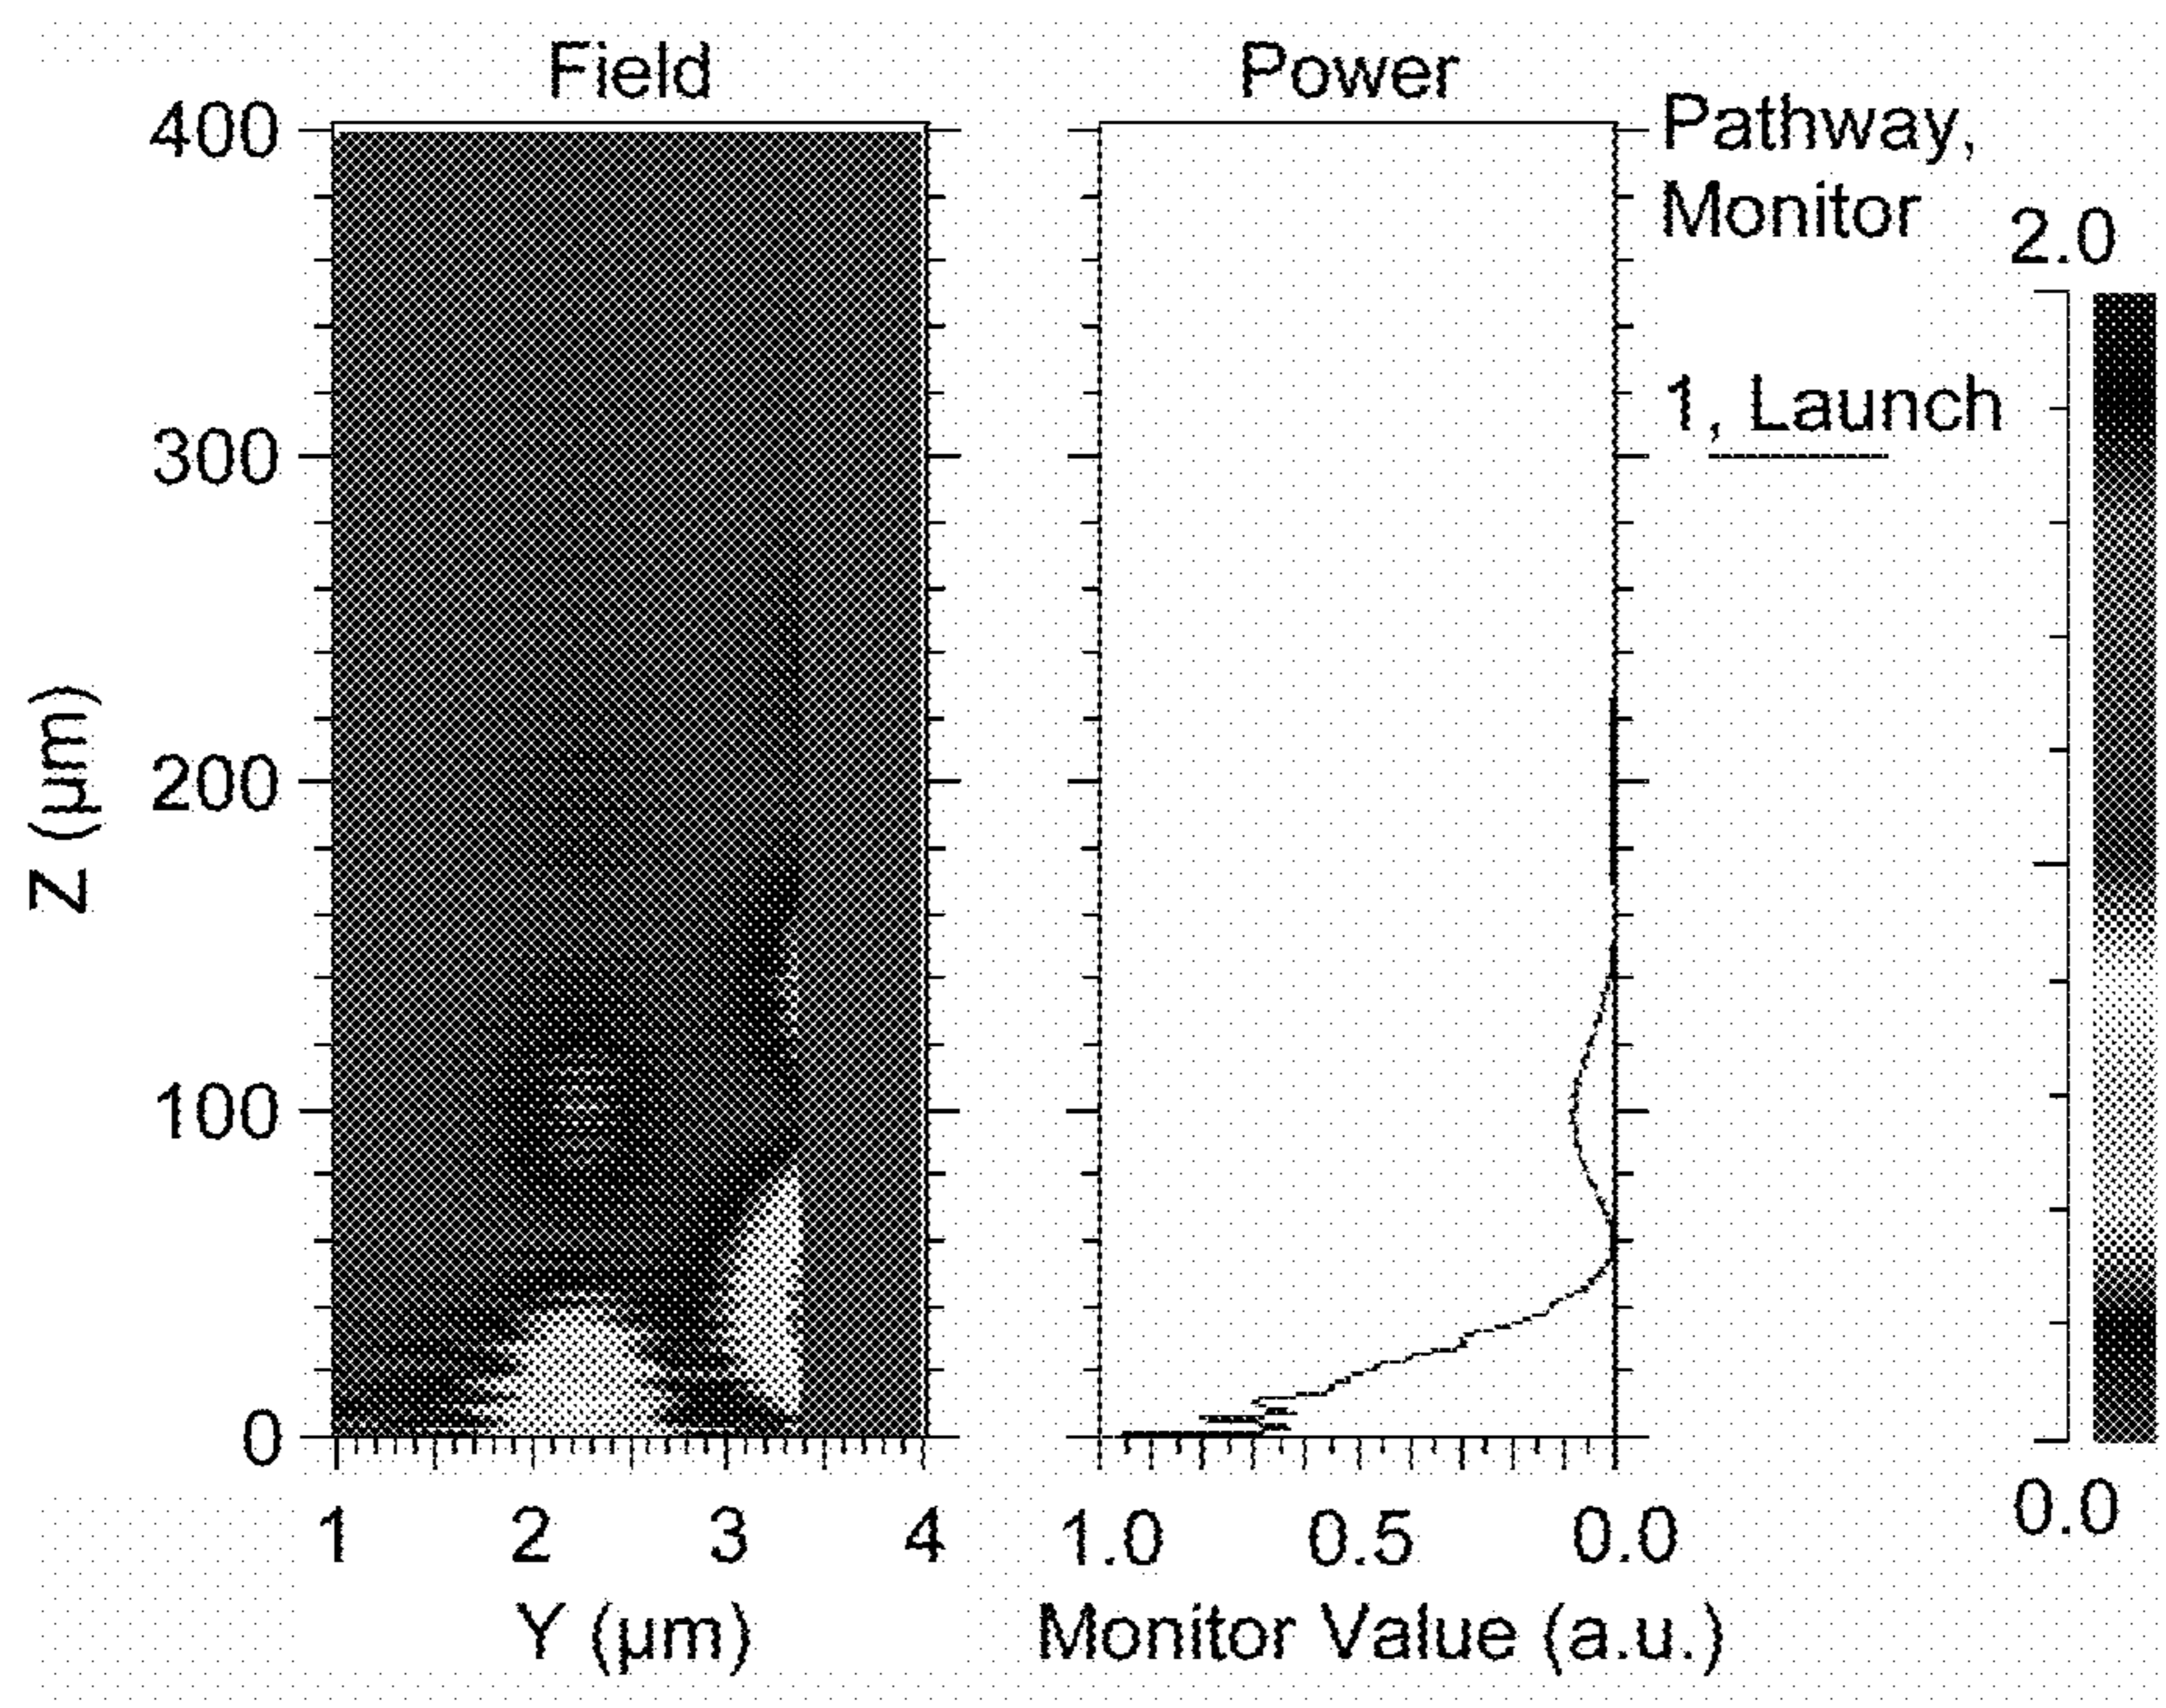 Field
Power
Pathway,
Monitor
2.0
1, Launch
400
300
200
100
0
Z (µm)
1 2 3 4
Y (µm)
1.0 0.5 0.0
Monitor Value (a.u.)
0.0